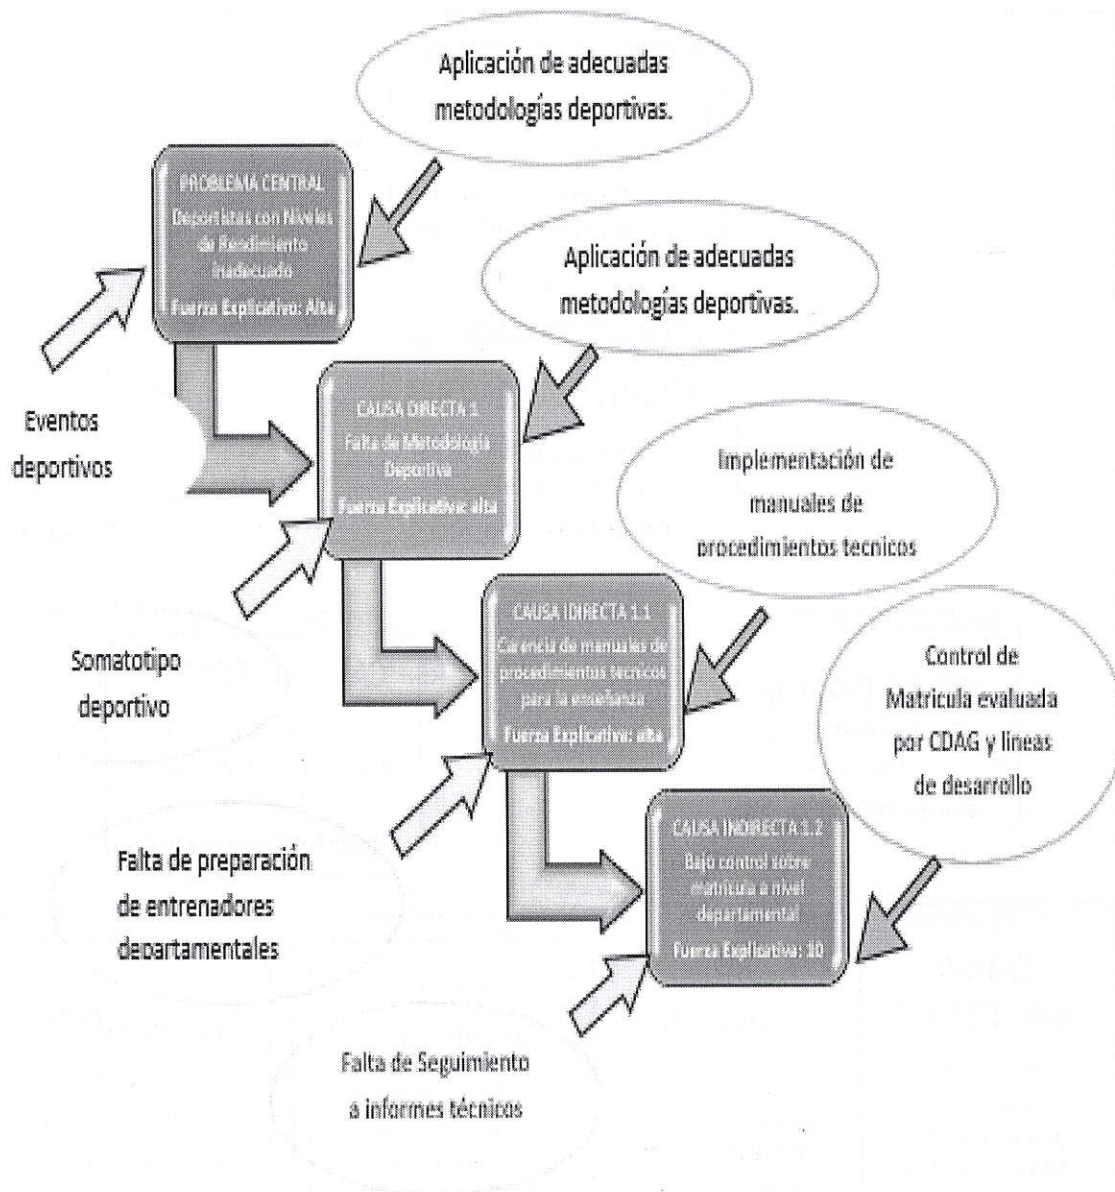 Aplicación de adecuadas
metodologías deportivas.
PROBLEMA CENTRAL
Deportistas con Niveles
de Rendimiento
Inadecuado
Fuerza Explicativo: Alta
Aplicación de adecuadas
metodologías deportivas.
Eventos
deportivos
CAUSA DIRECTA 1
Falta de Metodología
Deportiva
Fuerza Explicativa: alta
Implementación de
manuales de
procedimientos tecnicos
Somatotipo
deportivo
CAUSA IDIRECTA 1.1
Carencia de manuales de
procedimientos tecnicos
para la enseñanza
Fuerza Explicativa: alta
Control de
Matricula evaluada
por CDAG y lineas
de desarrollo
Falta de preparación
de entrenadores
departamentales
CAUSA INDIRECTA 1.2
Bajo control sobre
matrícula a nivel
departamental
Fuerza Explicativa: 10
Falta de Seguimiento
a informes técnicos